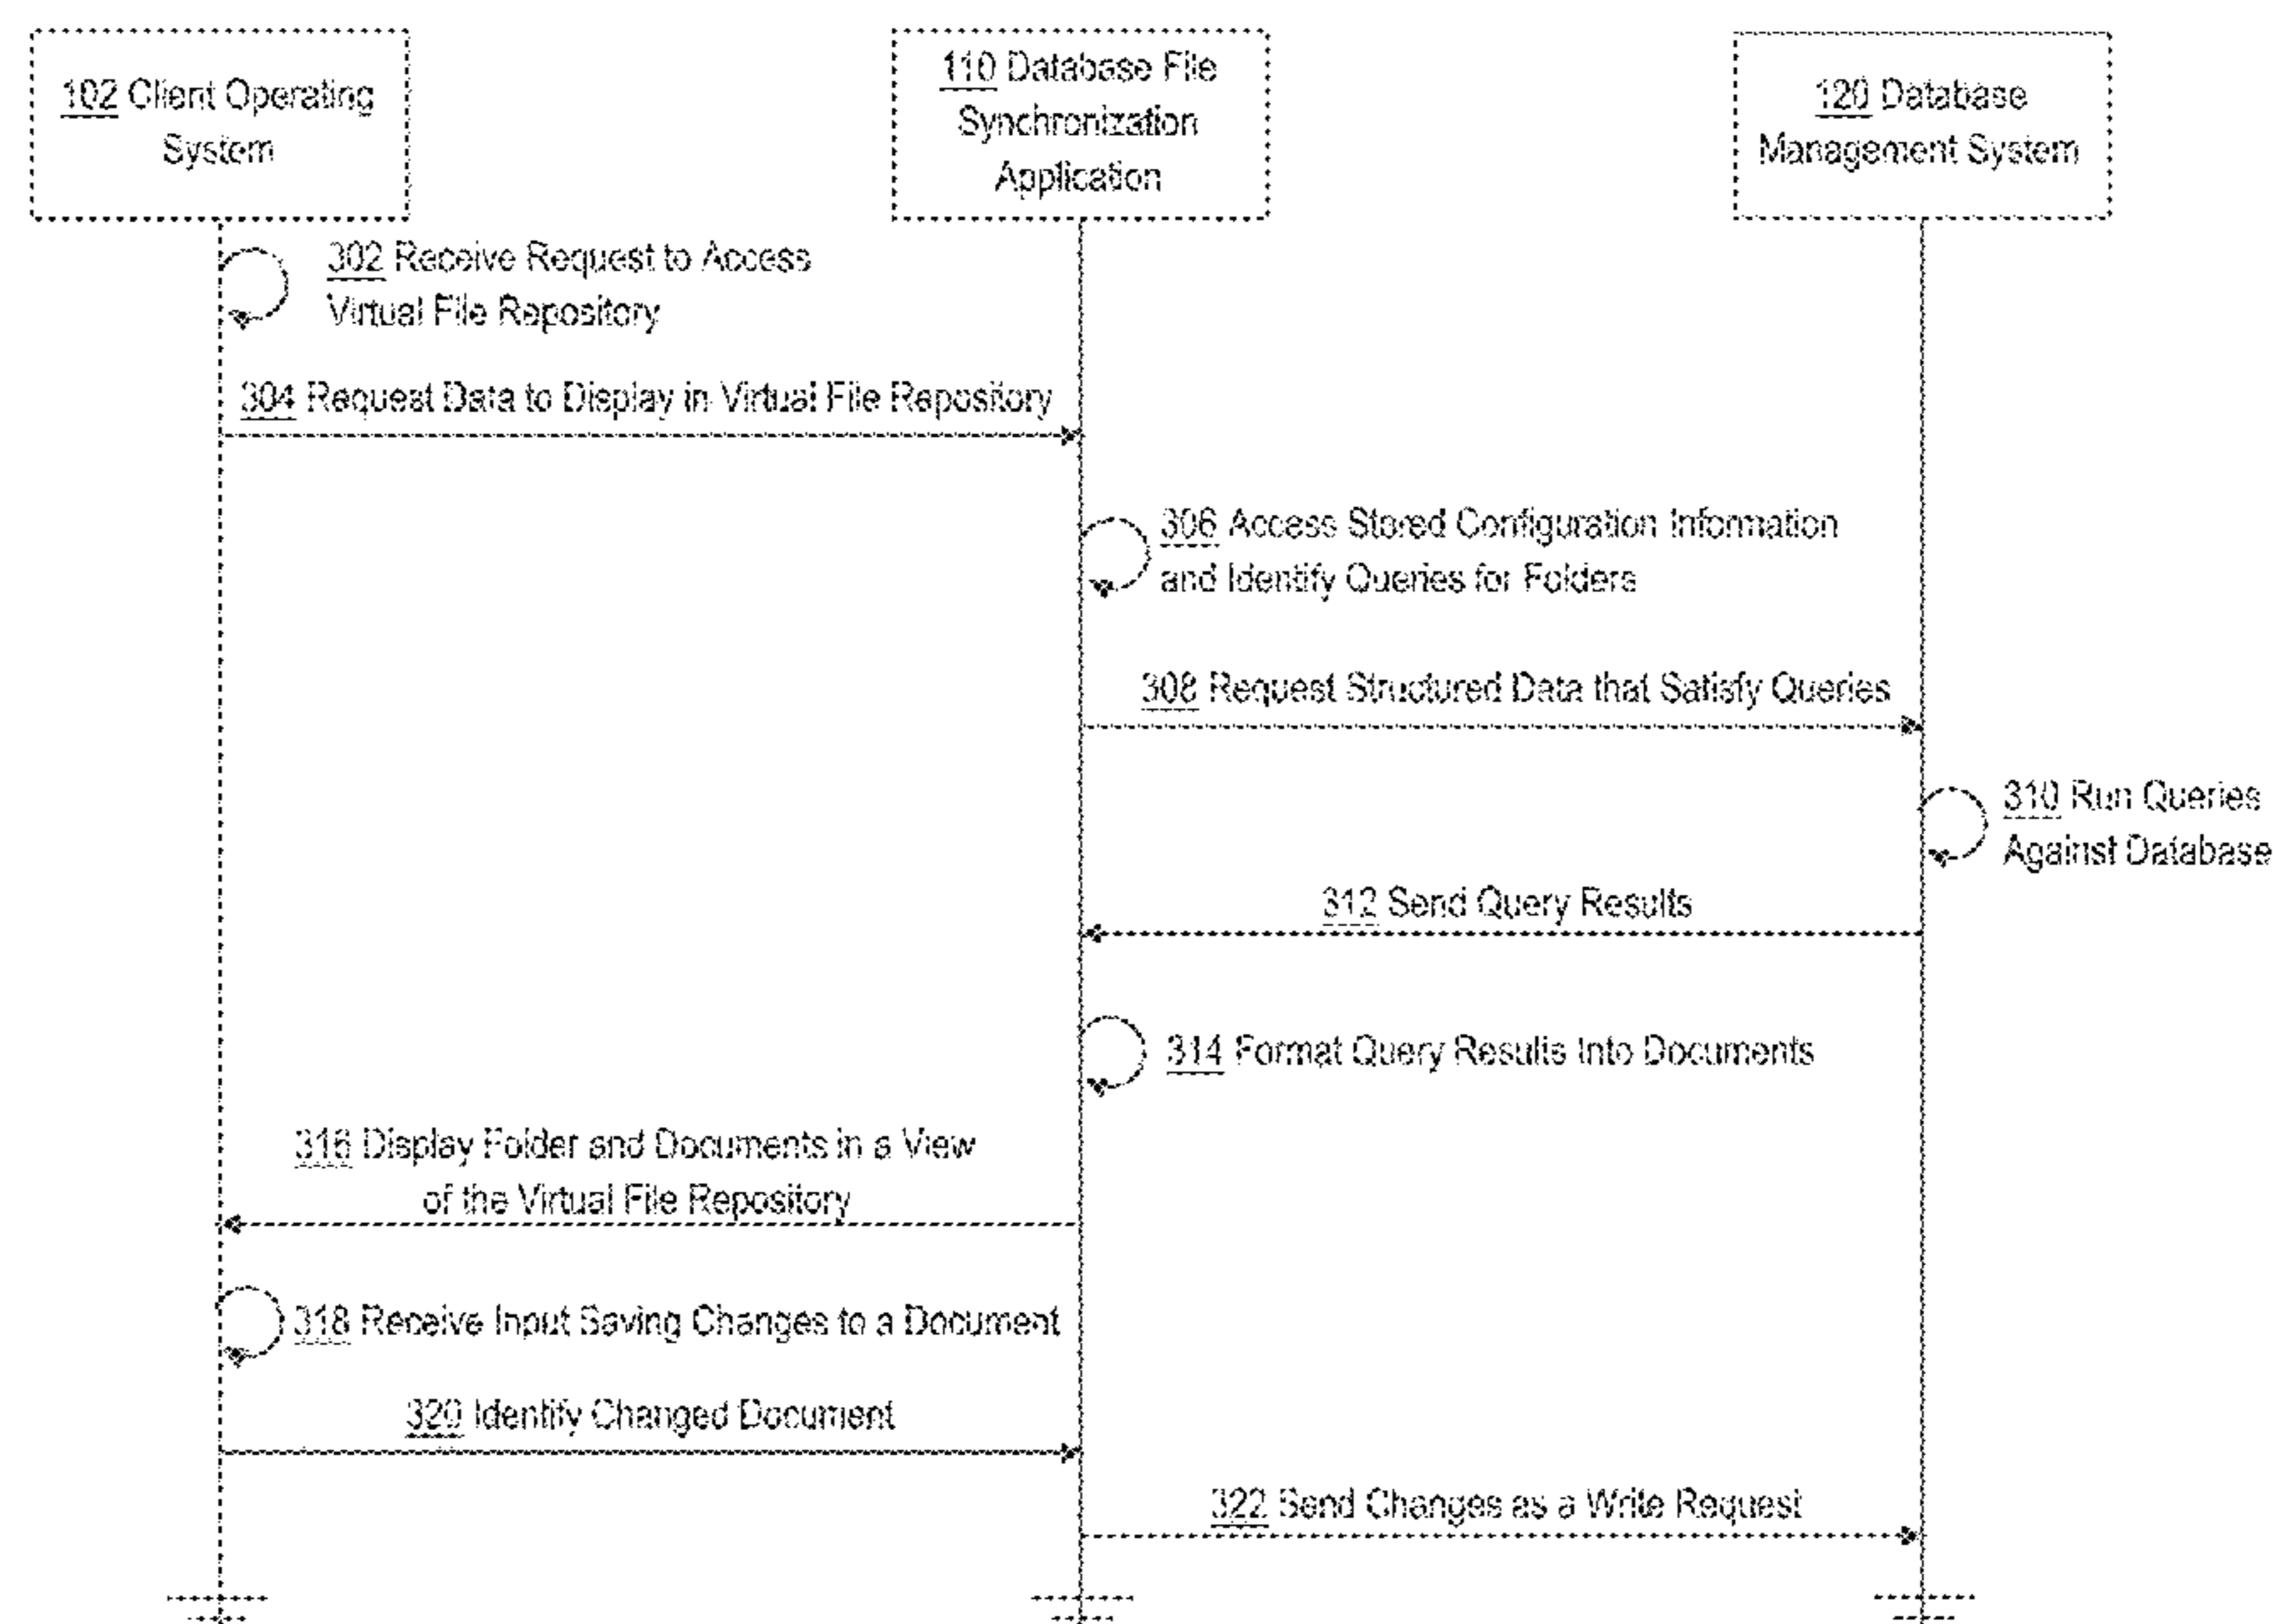 102 Client Operating
System
110 Database File
Synchronization
Application
120 Database
Management System
302 Receive Request to Access
Virtual File Repository
304 Request Data to Display in Virtual File Repository
306 Access Stored Configuration Information
and Identify Queries for Folders
308 Request Structured Data that Satisfy Queries
310 Run Queries
Against Database
312 Send Query Results
314 Format Query Results Into Documents
316 Display Folder and Documents in a View
of the Virtual File Repository
318 Receive Input Saving Changes to a Document
320 Identify Changed Document
322 Send Changes as a Write Request